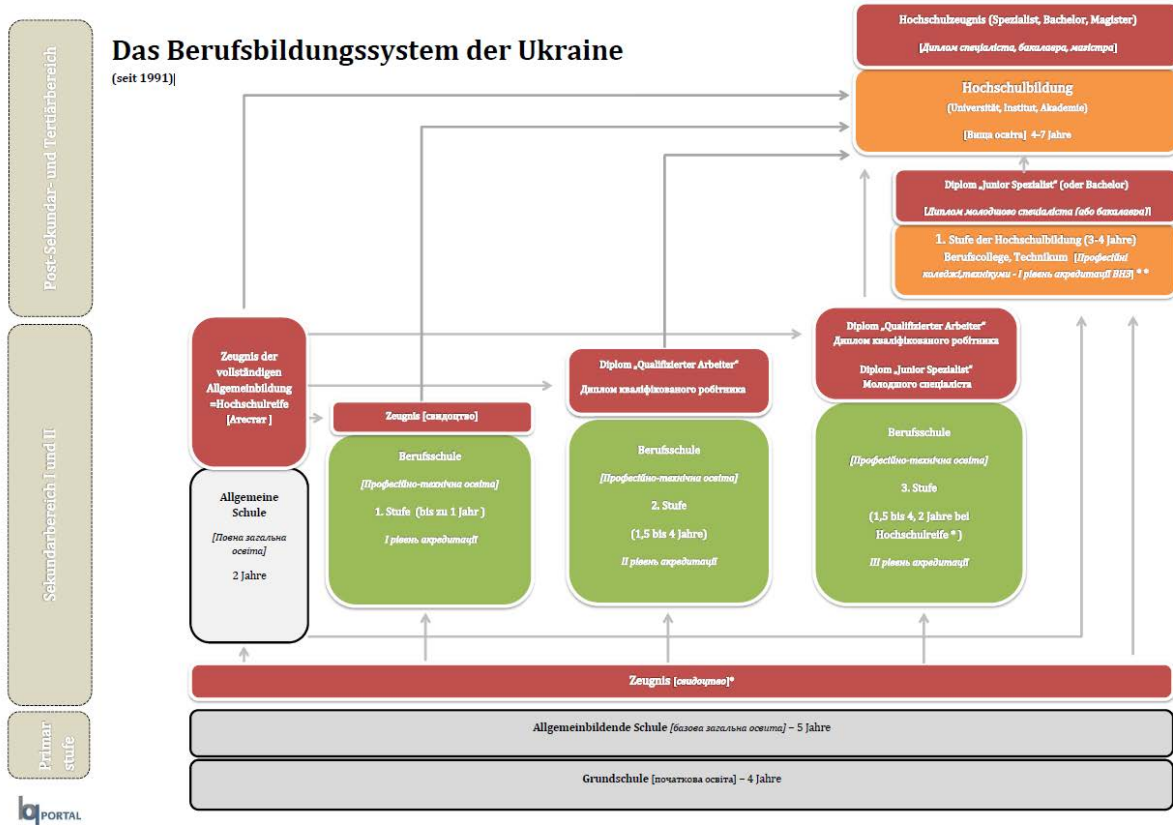 Das Berufsbildungssystem der Ukraine
(seit 1991)
Post-Sekundar- und Tertiärbereich
Sekundarbereich I und II
Primar
stufe
Hochschulzeugnis (Spezialist, Bachelor, Magister)
[Диплом спеціаліста, бакалавра, магістра]
Hochschulbildung
(Universität, Institut, Akademie)
[Вища освіта] 4-7 Jahre
Diplom „Junior Spezialist" (oder Bachelor)
[Диплом молодшого спеціаліста (або бакалавра)]
1. Stufe der Hochschulbildung (3-4 Jahre)
Berufscollege, Technikum [Професійні
коледжі,технікуми - I рівень акредитації ВНЗ] **
Zeugnis der
vollständigen
Allgemeinbildung
=Hochschulreife
[Атестат ]
Allgemeine
Schule
[Повна загальна
освіта]
2 Jahre
Zeugnis [свидоцтво]
Berufsschule
[Професійно-технічна освіта]
1. Stufe (bis zu 1 Jahr )
I рівень акредитації
Diplom „Qualifizierter Arbeiter"
Диплом кваліфікованого робітника
Berufsschule
[Професійно-технічна освіта]
2. Stufe
(1,5 bis 4 Jahre)
II рівень акредитації
Diplom „Qualifizierter Arbeiter"
Диплом кваліфікованого робітника
Diplom „Junior Spezialist"
Молодшого спеціаліста
Berufsschule
[Професійно-технічна освіта]
3. Stufe
(1,5 bis 4, 2 Jahre bei
Hochschulreife *)
III рівень акредитації
Zeugnis [свидоцтво]*
Allgemeinbildende Schule [базова загальна освита] – 5 Jahre
Grundschule [початкова освіта] – 4 Jahre
bq PORTAL